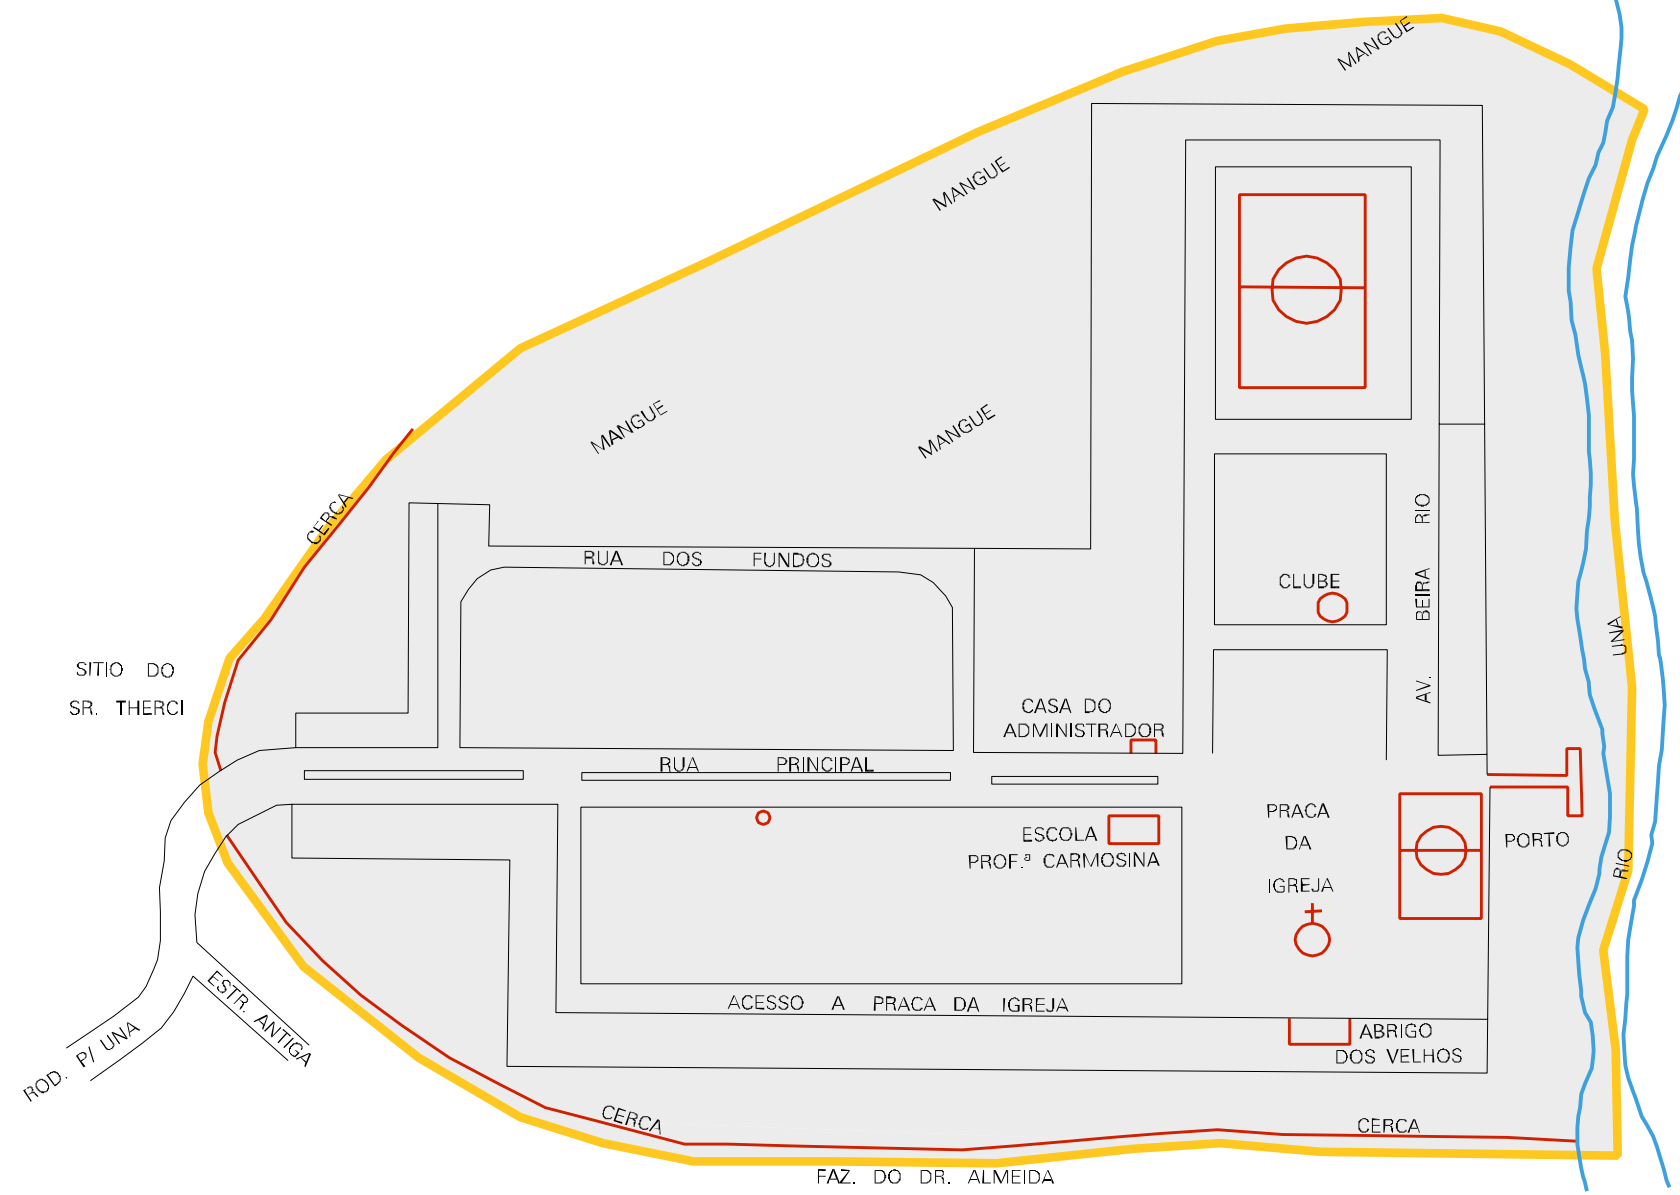 MANGUE
MANGUE
MANGUE
MANGUE
CERCA
RUA DOS FUNDOS
AV. BEIRA RIO
CLUBE
SITIO DO
SR. THERCI
CASA DO
ADMINISTRADOR
RUA PRINCIPAL
PRACA
DA
IGREJA
ESCOLA
PROF.ª CARMOSINA
PORTO
RIO UNA
ACESSO A PRACA DA IGREJA
ABRIGO
DOS VELHOS
ESTR. ANTIGA
ROD. P/ UNA
CERCA
CERCA
FAZ. DO DR. ALMEIDA